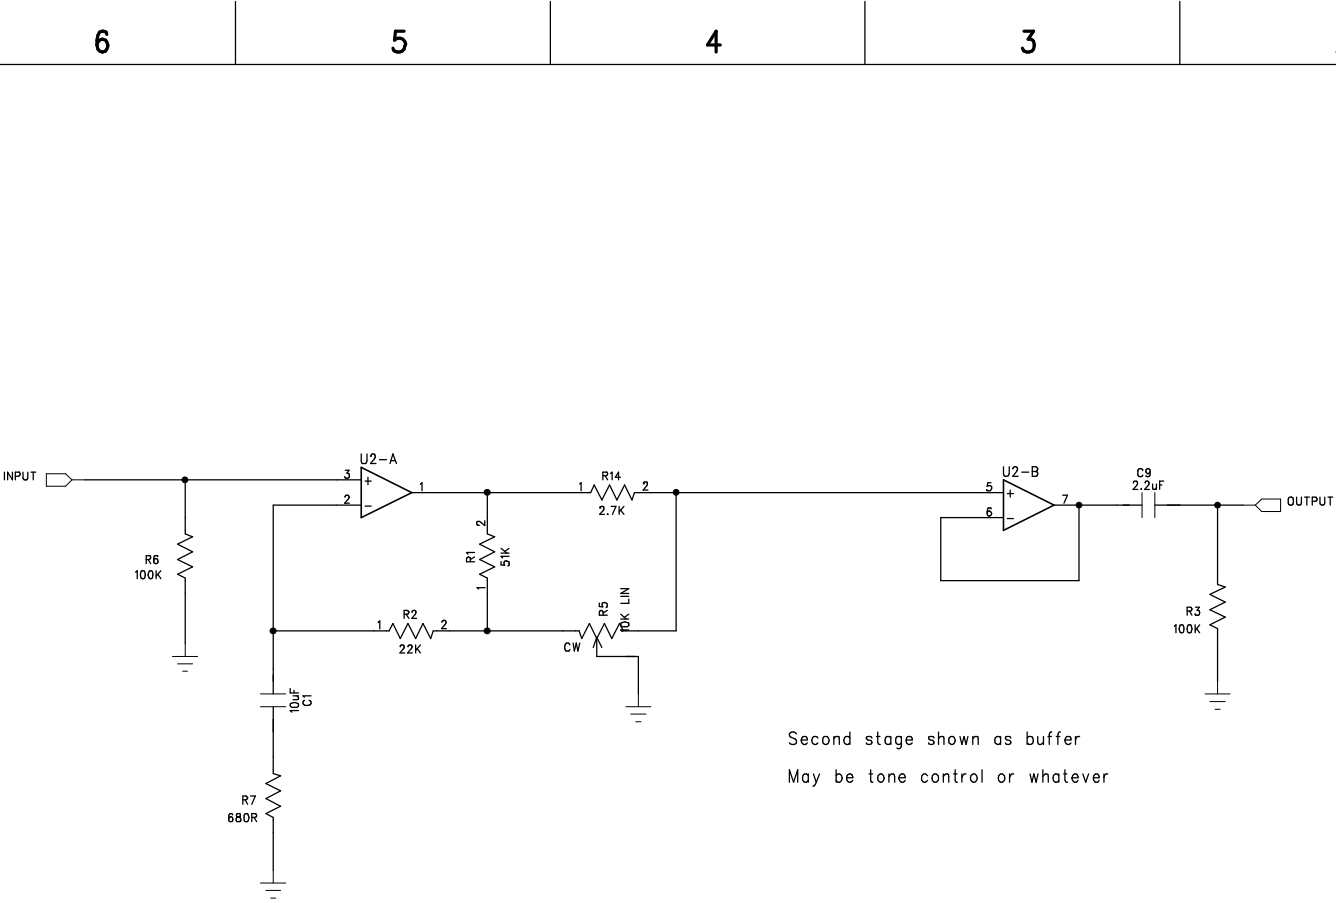 6 5 4 3
U2-A
INPUT
3
2
+
-
1
1
R14
2
2.7K
U2-B
5
6
+
-
7
C9
2.2uF
OUTPUT
R6
100K
2
R1
51K
1
1
R2
2
22K
R5
10K LIN
CW
R3
100K
10uF
C1
R7
680R
Second stage shown as buffer
May be tone control or whatever